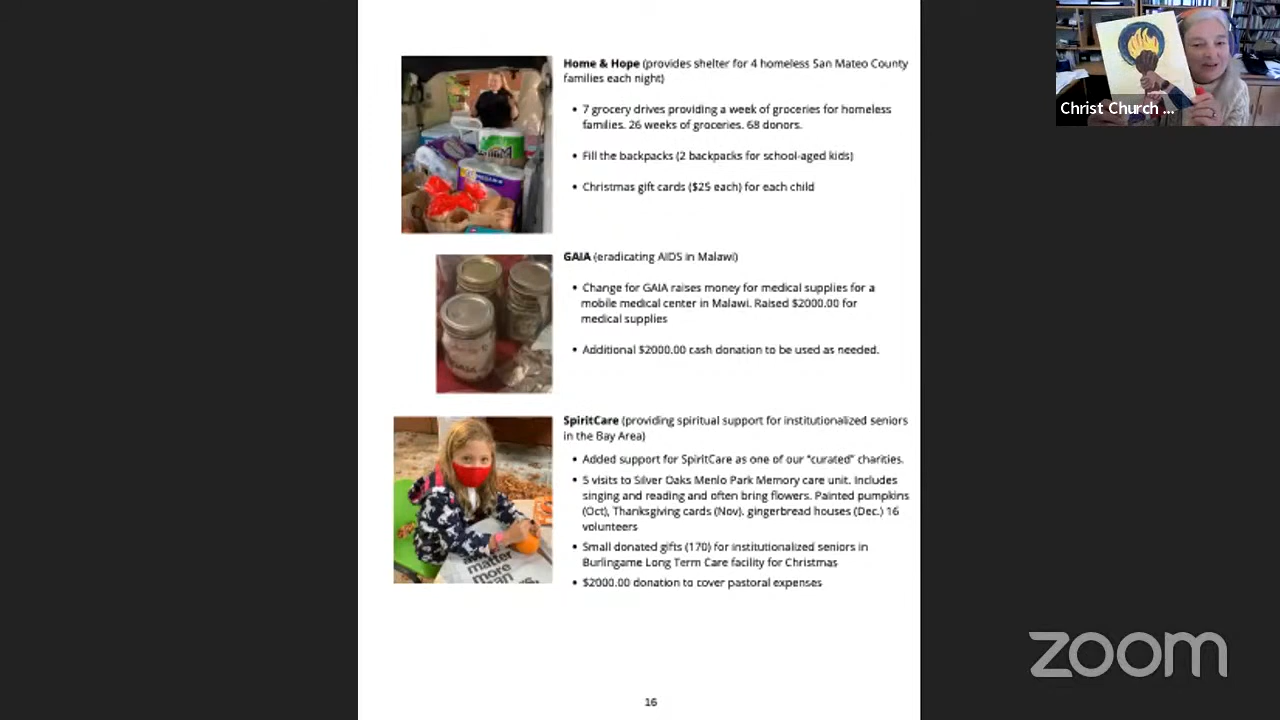 Home & Hope (provides shelter for 4 homeless San Mateo County
families each night)
• 7 grocery drives providing a week of groceries for homeless
families. 26 weeks of groceries. 68 donors.
• Fill the backpacks (2 backpacks for school-aged kids)
• Christmas gift cards ($25 each) for each child
GAIA (eradicating AIDS in Malawi)
• Change for GAIA raises money for medical supplies for a
mobile medical center in Malawi. Raised $2000.00 for
medical supplies
• Additional $2000.00 cash donation to be used as needed.
SpiritCare (providing spiritual support for institutionalized seniors
in the Bay Area)
• Added support for SpiritCare as one of our "curated" charities.
• 5 visits to Silver Oaks Menlo Park Memory care unit. Includes
singing and reading and often bring flowers. Painted pumpkins
(Oct), Thanksgiving cards (Nov), gingerbread houses (Dec.) 16
volunteers
• Small donated gifts (170) for institutionalized seniors in
Burlingame Long Term Care facility for Christmas
• $2000.00 donation to cover pastoral expenses
matter
more
16
Christ Church ...
zoom